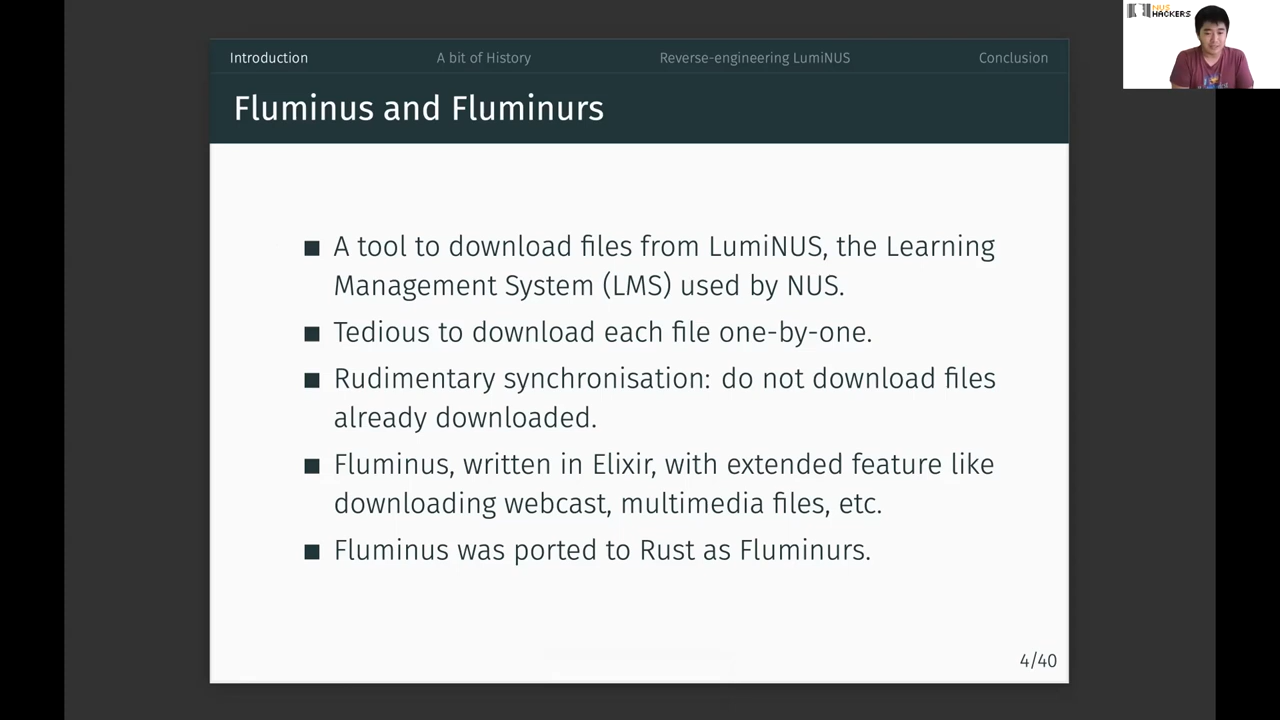 Introduction
A bit of History
Reverse-engineering LumiNUS
Conclusion
Fluminus and Fluminurs
A tool to download files from LumiNUS, the Learning
Management System (LMS) used by NUS.
Tedious to download each file one-by-one.
Rudimentary synchronisation: do not download files
already downloaded.
Fluminus, written in Elixir, with extended feature like
downloading webcast, multimedia files, etc.
Fluminus was ported to Rust as Fluminurs.
4/40
NUS
HACKERS